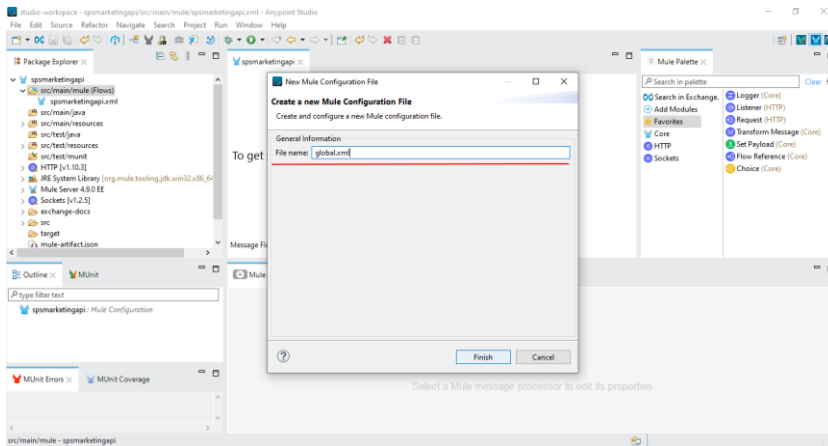 studio-workspace - spsmarketingapi/src/main/mule/spsmarketingapi.xml - Anypoint Studio
File Edit Source Refactor Navigate Search Project Run Window Help
Package Explorer
spsmarketingapi
src/main/mule (Flows)
spsmarketingapi.xml
src/main/java
src/main/resources
src/test/java
src/test/resources
src/test/munit
HTTP [v1.10.3]
JRE System Library [org.mule.tooling.jdk.win32.x86_64
Mule Server 4.9.0 EE
Sockets [v1.2.5]
exchange-docs
src
target
mule-artifact.json
Outline
MUnit
type filter text
spsmarketingapi : Mule Configuration
MUnit Errors
MUnit Coverage
src/main/mule - spsmarketingapi
spsmarketingapi
To get
Message Fl
Mule
New Mule Configuration File
Create a new Mule Configuration File
Create and configure a new Mule configuration file.
General Information
File name: global.xml
?
Finish
Cancel
Select a Mule message processor to edit its properties
Mule Palette
Search in palette
Clear
Search in Exchange.
Add Modules
Favorites
Core
HTTP
Sockets
Logger (Core)
Listener (HTTP)
Request (HTTP)
Transform Message (Core)
Set Payload (Core)
Flow Reference (Core)
Choice (Core)